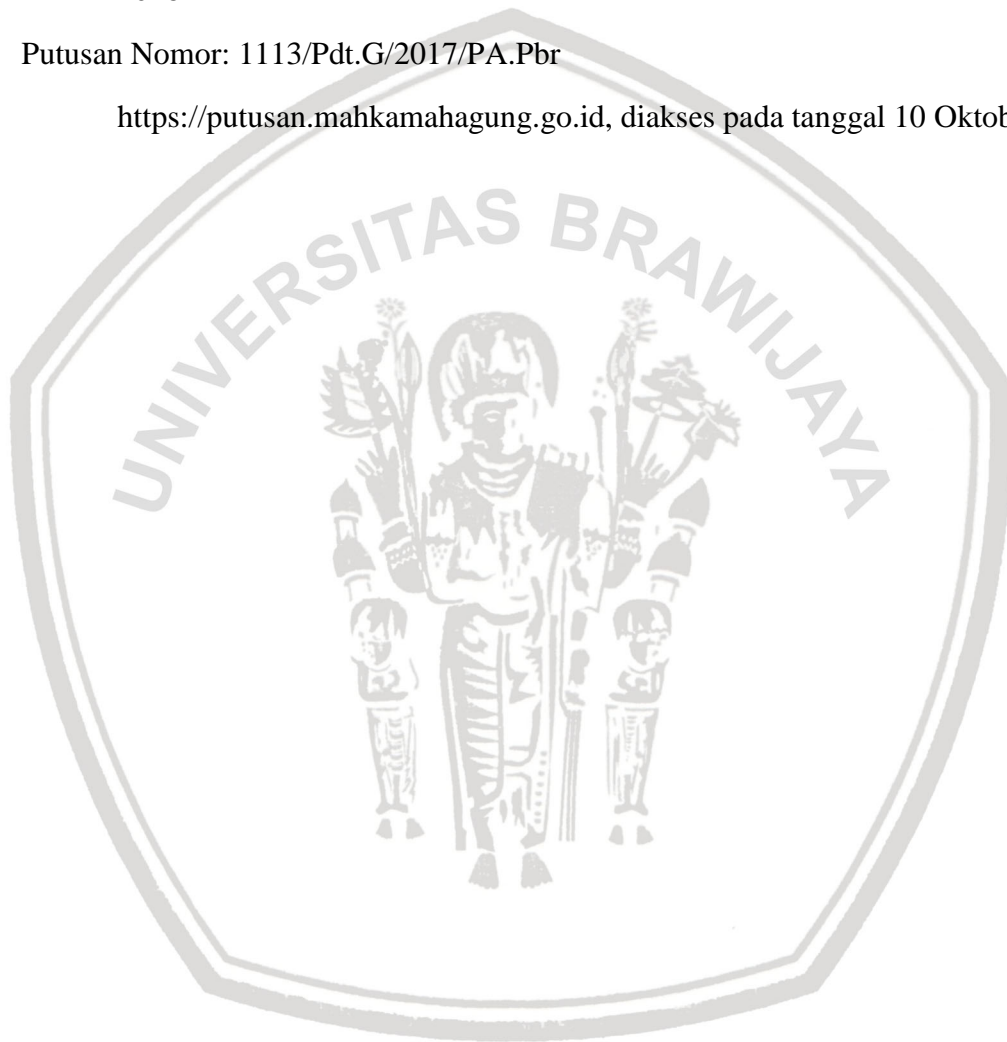 Putusan Nomor: 1113/Pdt.G/2017/PA.Pbr
https://putusan.mahkamahagung.go.id, diakses pada tanggal 10 Oktob
UNIVERSITAS BRAWIJAYA